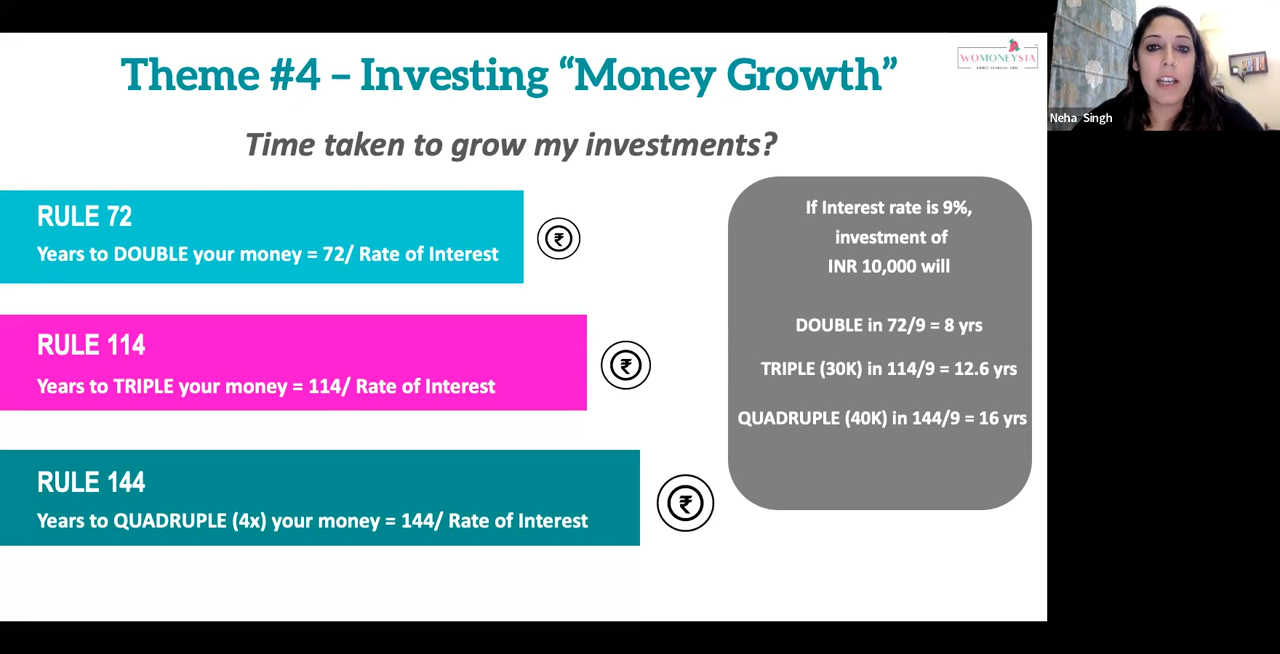 Theme #4 – Investing “Money Growth”
WOMONEYSTA
Neha Singh
Time taken to grow my investments?
RULE 72
Years to DOUBLE your money = 72/ Rate of Interest
₹
RULE 114
Years to TRIPLE your money = 114/ Rate of Interest
₹
RULE 144
Years to QUADRUPLE (4x) your money = 144/ Rate of Interest
₹
If Interest rate is 9%,
investment of
INR 10,000 will
DOUBLE in 72/9 = 8 yrs
TRIPLE (30K) in 114/9 = 12.6 yrs
QUADRUPLE (40K) in 144/9 = 16 yrs